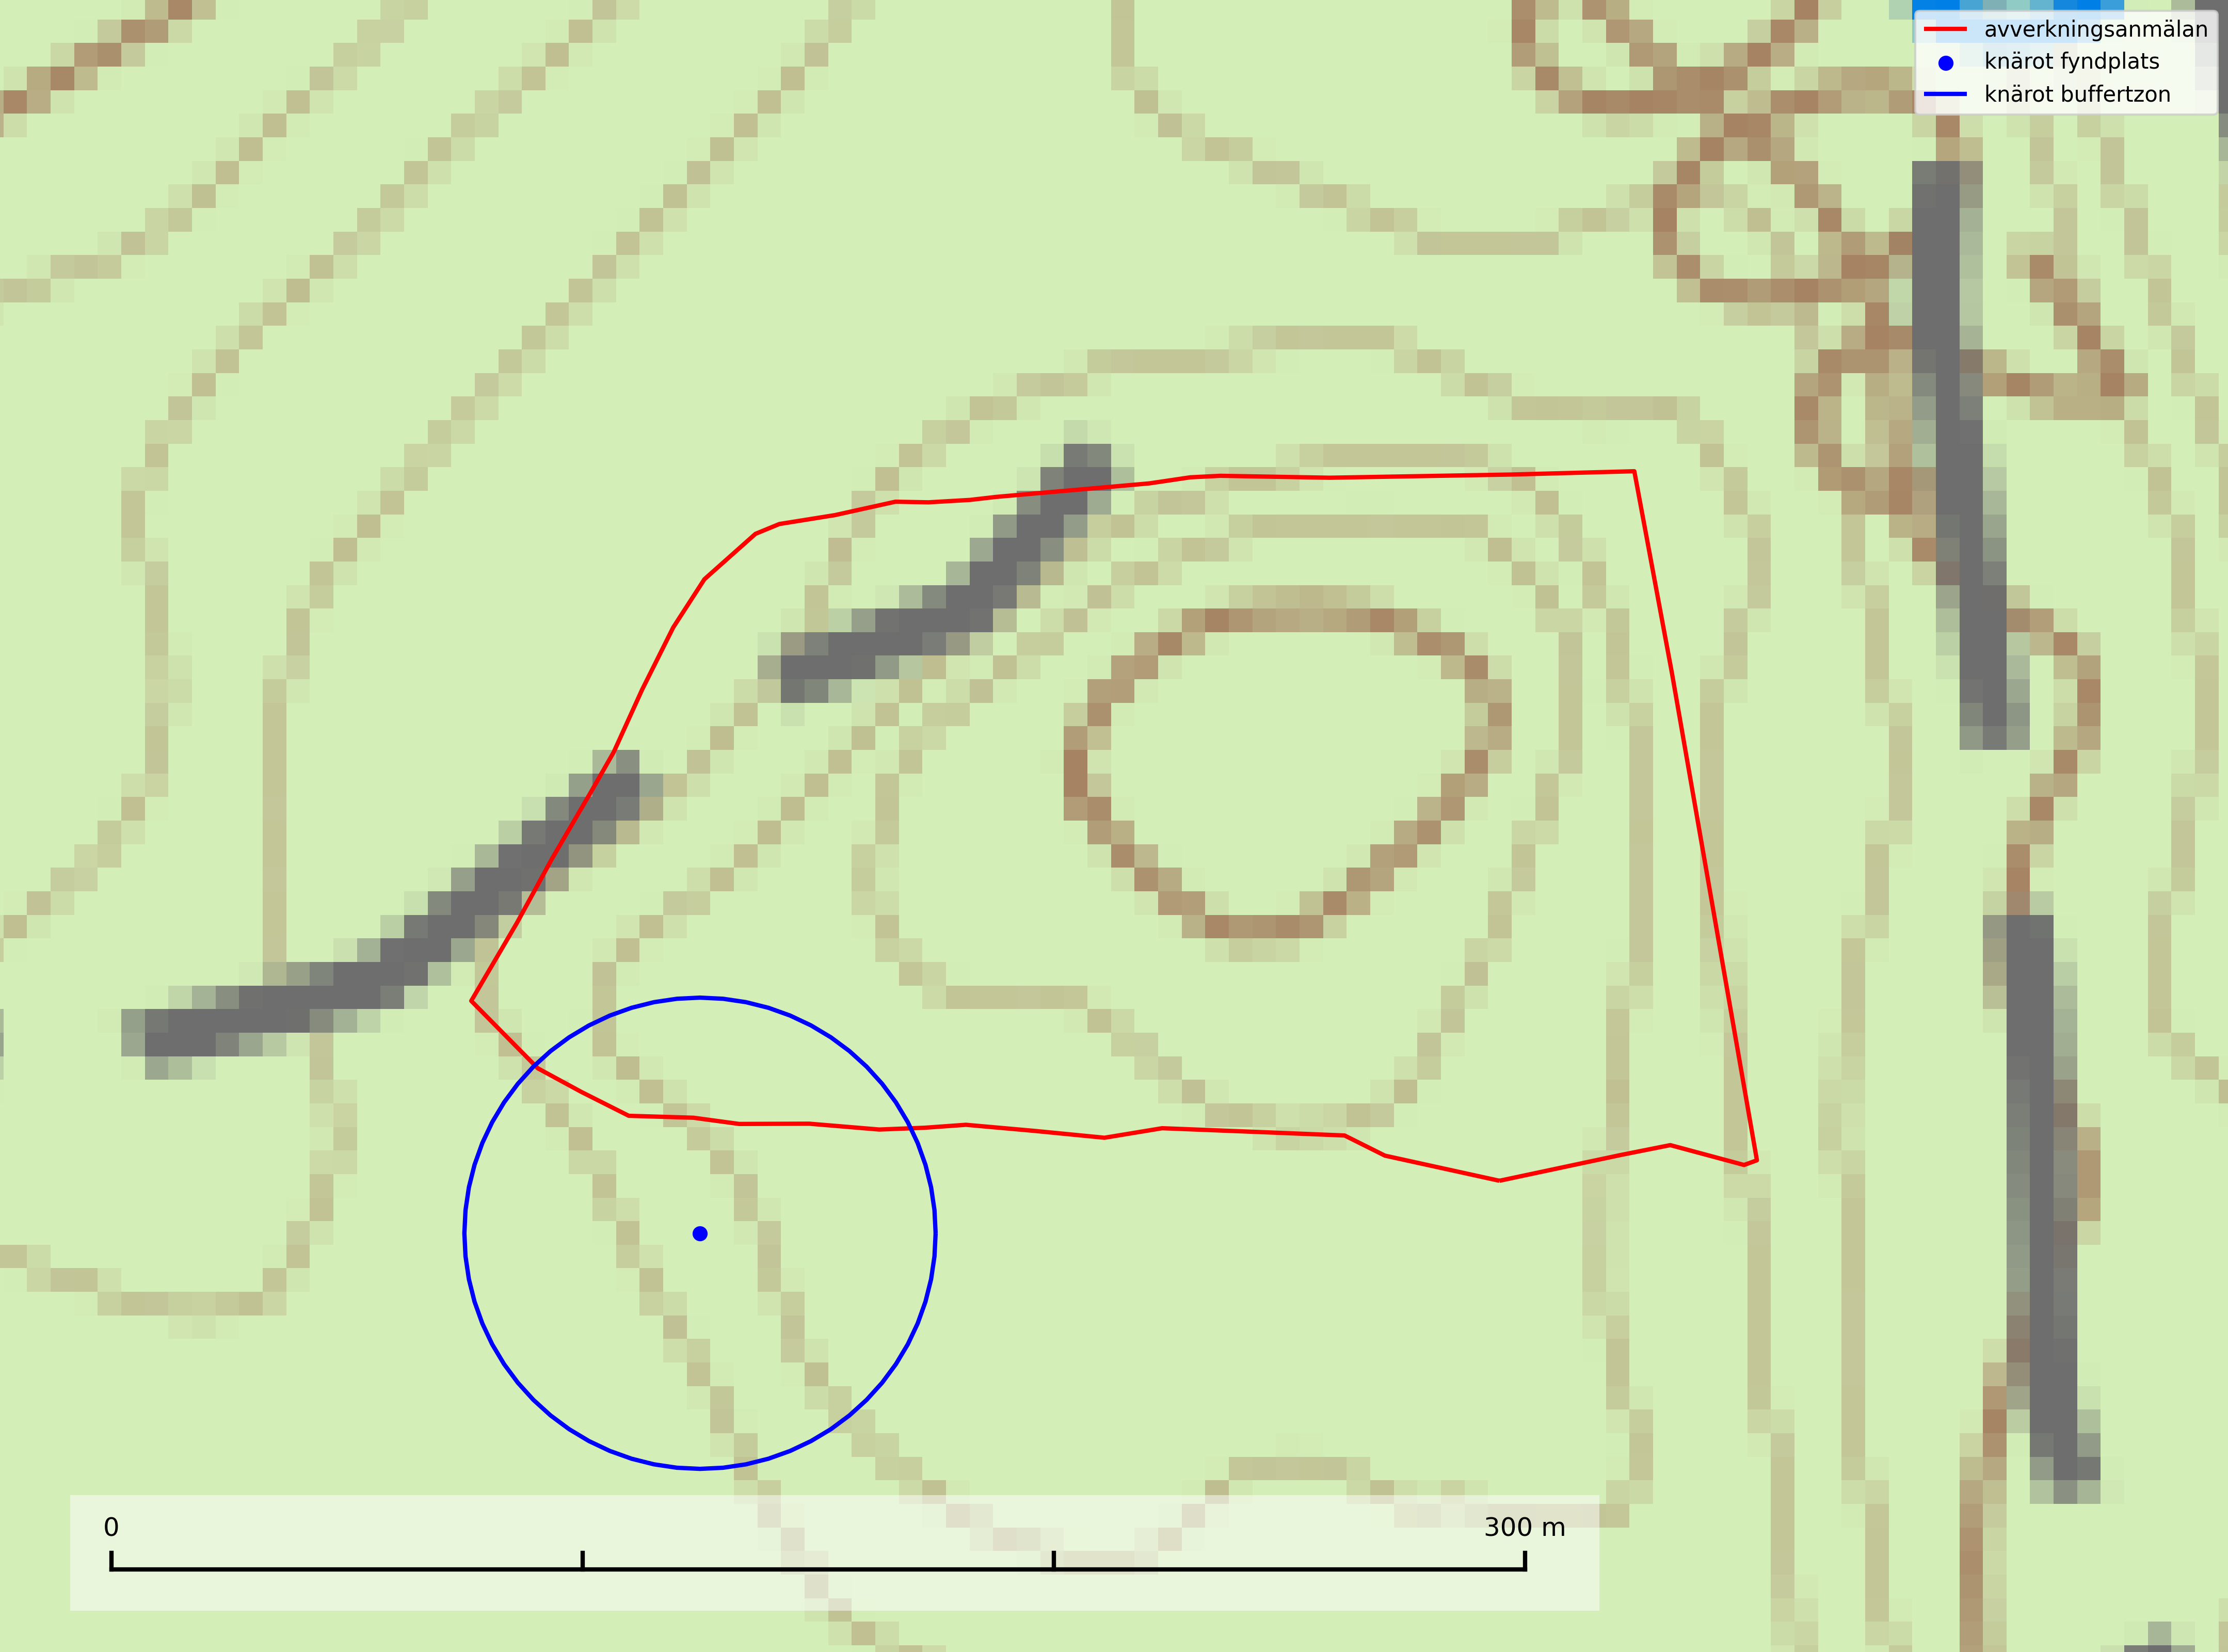 avverkningsanmälan
knärot fyndplats
knärot buffertzon
0
300 m